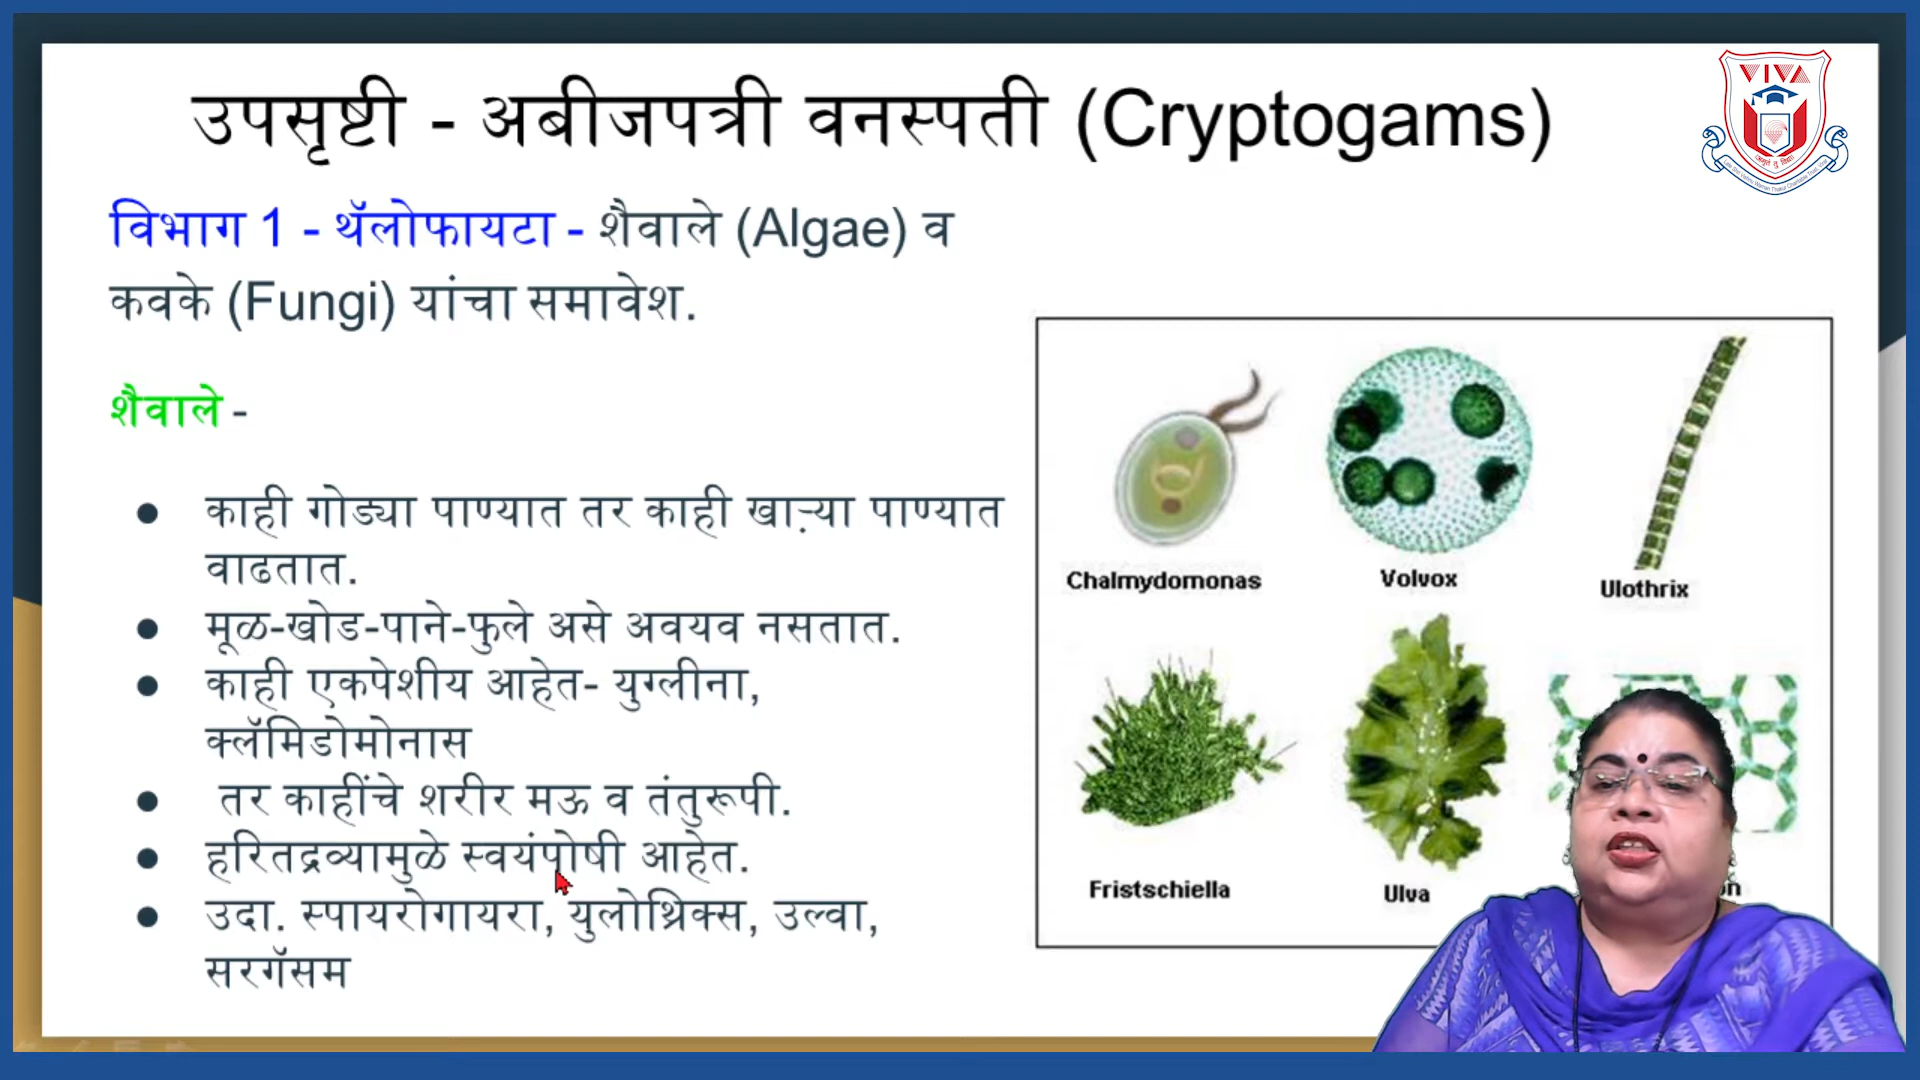 उपसृष्टी - अबीजपत्री वनस्पती (Cryptogams)
VIVA
विभाग 1 - थॅलोफायटा - शैवाले (Algae) व
कवके (Fungi) यांचा समावेश.
शैवाले -
● काही गोड्या पाण्यात तर काही खाऱ्या पाण्यात
वाढतात.
● मूळ-खोड-पाने-फुले असे अवयव नसतात.
● काही एकपेशीय आहेत- युग्लीना,
क्लॅमिडोमोनास
● तर काहींचे शरीर मऊ व तंतुरूपी.
● हरितद्रव्यामुळे स्वयंपोषी आहेत.
● उदा. स्पायरोगायरा, युलोथ्रिक्स, उल्वा,
सरगॅसम
Chalmydomonas
Volvox
Ulothrix
Fristschiella
Ulva